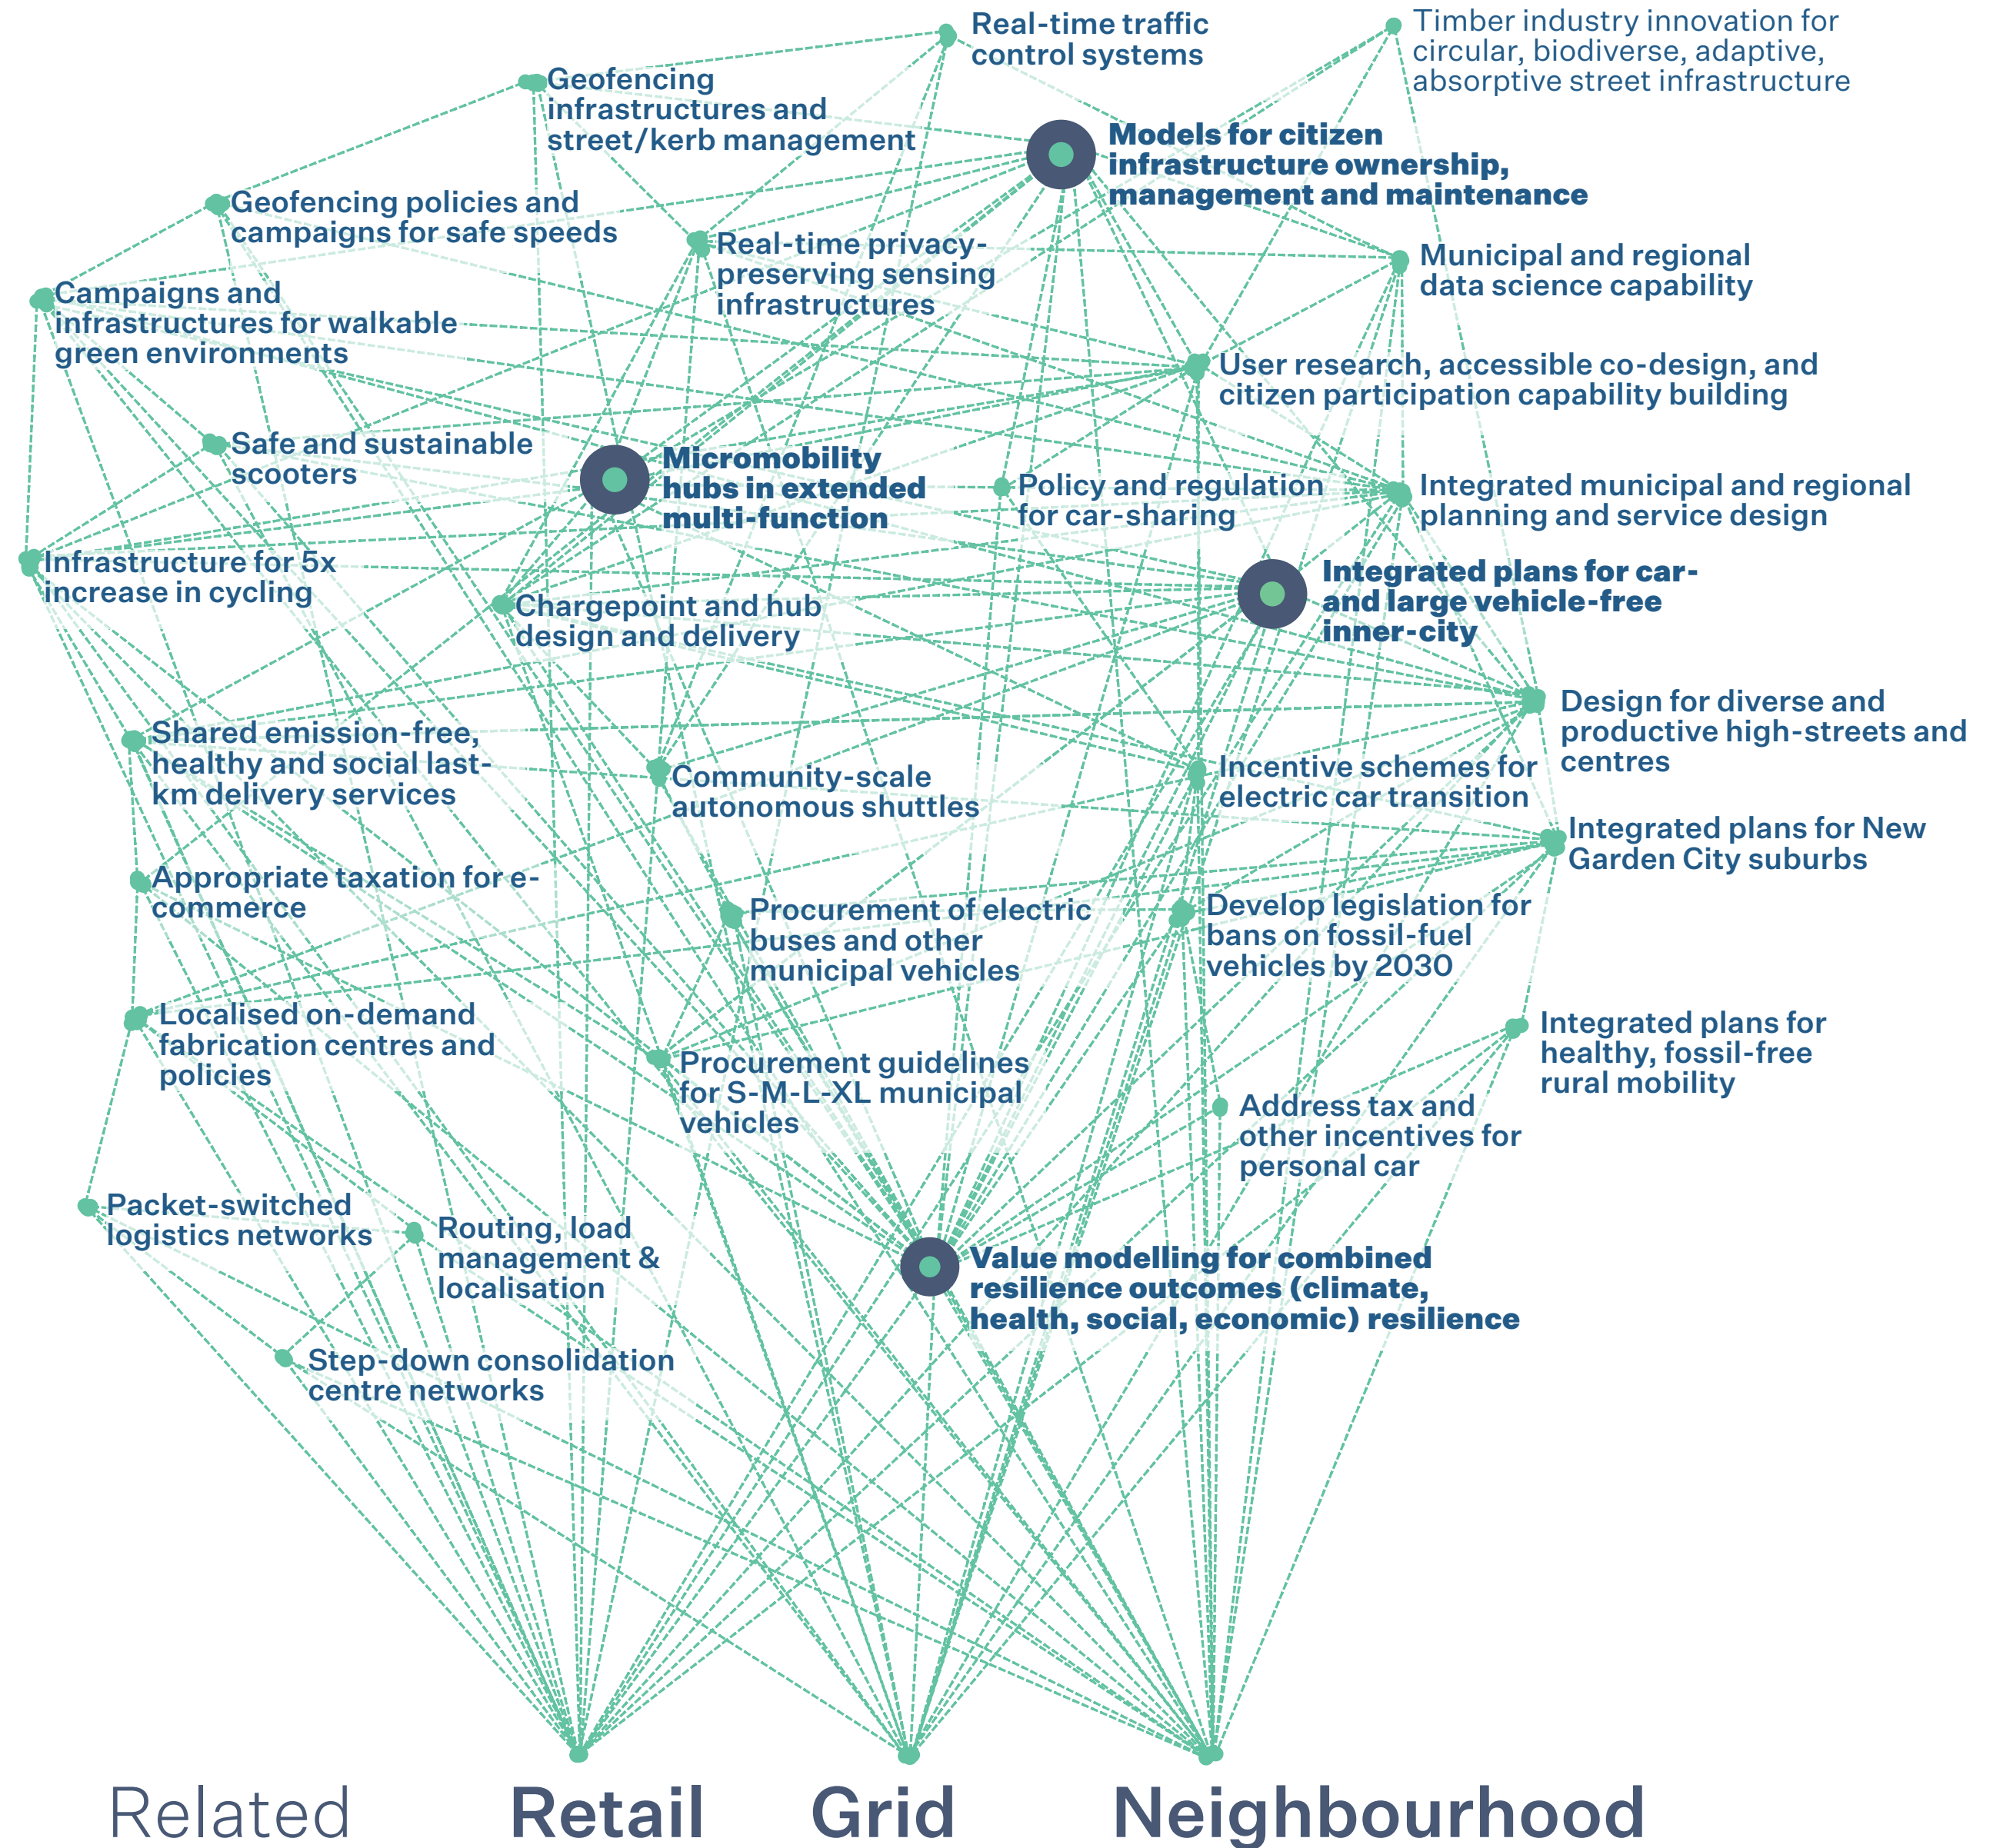 Real-time traffic
control systems
Timber industry innovation for
circular, biodiverse, adaptive,
absorptive street infrastructure
Geofencing
infrastructures and
street/kerb management
Models for citizen
infrastructure ownership,
management and maintenance
Geofencing policies and
campaigns for safe speeds
Real-time privacy-
preserving sensing
infrastructures
Municipal and regional
data science capability
Campaigns and
infrastructures for walkable
green environments
User research, accessible co-design, and
citizen participation capability building
Safe and sustainable
scooters
Micromobility
hubs in extended
multi-function
Policy and regulation
for car-sharing
Integrated municipal and regional
planning and service design
Infrastructure for 5x
increase in cycling
Chargepoint and hub
design and delivery
Integrated plans for car-
and large vehicle-free
inner-city
Shared emission-free,
healthy and social last-
km delivery services
Community-scale
autonomous shuttles
Incentive schemes for
electric car transition
Design for diverse and
productive high-streets and
centres
Integrated plans for New
Garden City suburbs
Appropriate taxation for e-
commerce
Procurement of electric
buses and other
municipal vehicles
Develop legislation for
bans on fossil-fuel
vehicles by 2030
Localised on-demand
fabrication centres and
policies
Procurement guidelines
for S-M-L-XL municipal
vehicles
Integrated plans for
healthy, fossil-free
rural mobility
Address tax and
other incentives for
personal car
Packet-switched
logistics networks
Routing, load
management &
localisation
Value modelling for combined
resilience outcomes (climate,
health, social, economic) resilience
Step-down consolidation
centre networks
Related
Retail
Grid
Neighbourhood